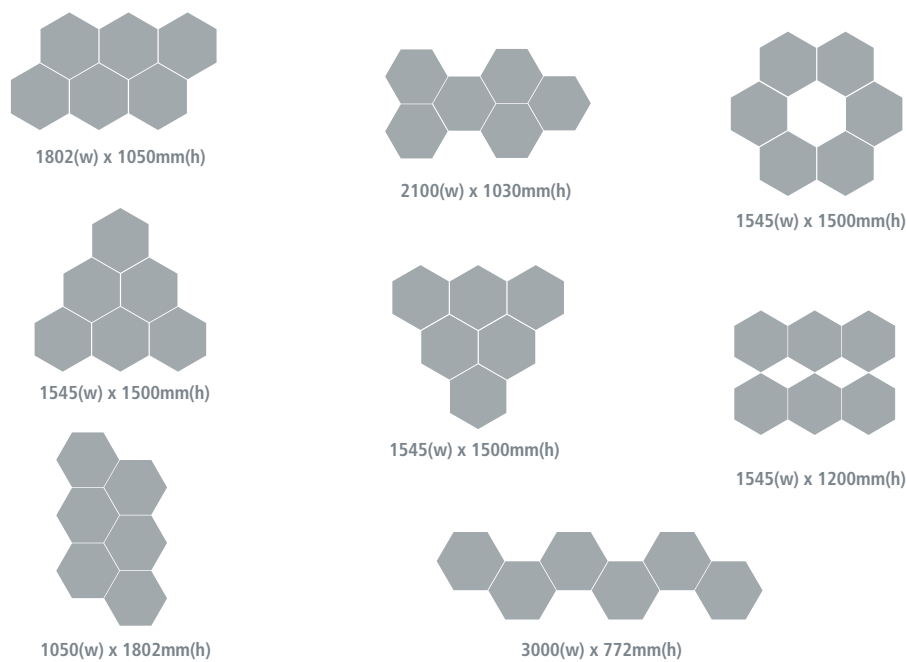 1802(w) x 1050mm(h)
2100(w) x 1030mm(h)
1545(w) x 1500mm(h)
1545(w) x 1500mm(h)
1545(w) x 1500mm(h)
1545(w) x 1200mm(h)
1050(w) x 1802mm(h)
3000(w) x 772mm(h)